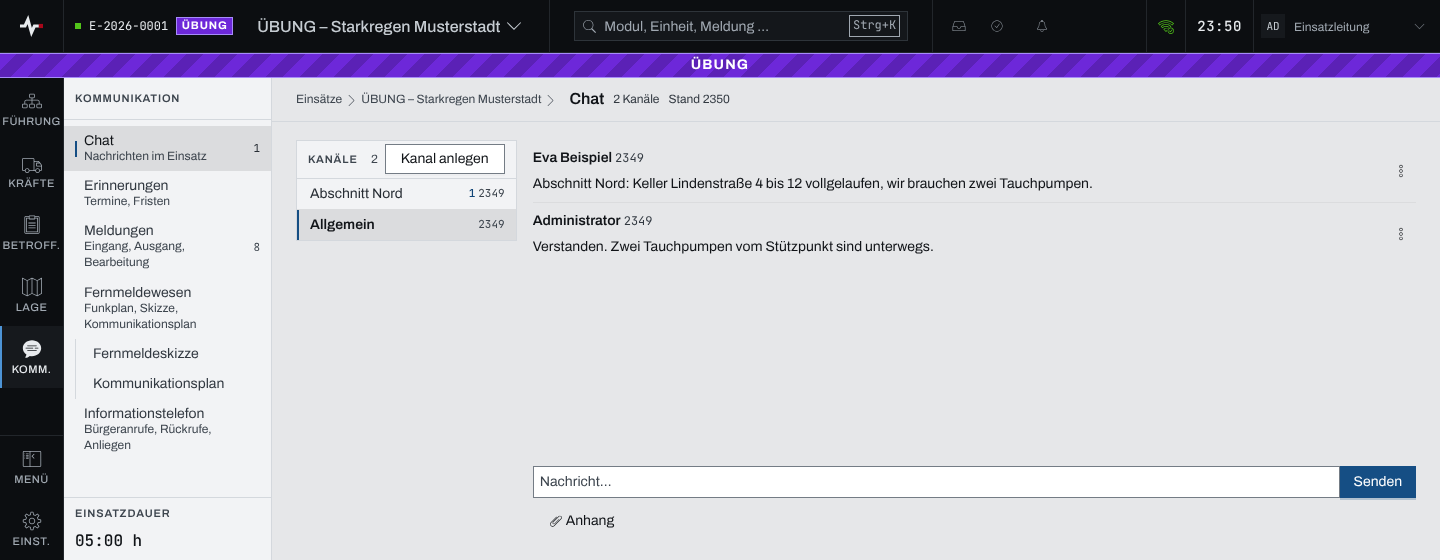 E-2026-0001 ÜBUNG ÜBUNG – Starkregen Musterstadt Modul, Einheit, Meldung ... Strg+K 23:50 AD Einsatzleitung
ÜBUNG
FÜHRUNG
KRÄFTE
BETROFF.
LAGE
KOMM.
MENÜ
EINST.
KOMMUNIKATION
Chat
Nachrichten im Einsatz 1
Erinnerungen
Termine, Fristen
Meldungen
Eingang, Ausgang, 8
Bearbeitung
Fernmeldewesen
Funkplan, Skizze,
Kommunikationsplan
Fernmeldeskizze
Kommunikationsplan
Informationstelefon
Bürgeranrufe, Rückrufe,
Anliegen
EINSATZDAUER
05:00 h
Einsätze ÜBUNG – Starkregen Musterstadt Chat 2 Kanäle Stand 2350
KANÄLE 2 Kanal anlegen
Abschnitt Nord 1 2349
Allgemein 2349
Eva Beispiel 2349
Abschnitt Nord: Keller Lindenstraße 4 bis 12 vollgelaufen, wir brauchen zwei Tauchpumpen.
Administrator 2349
Verstanden. Zwei Tauchpumpen vom Stützpunkt sind unterwegs.
Nachricht... Senden
Anhang